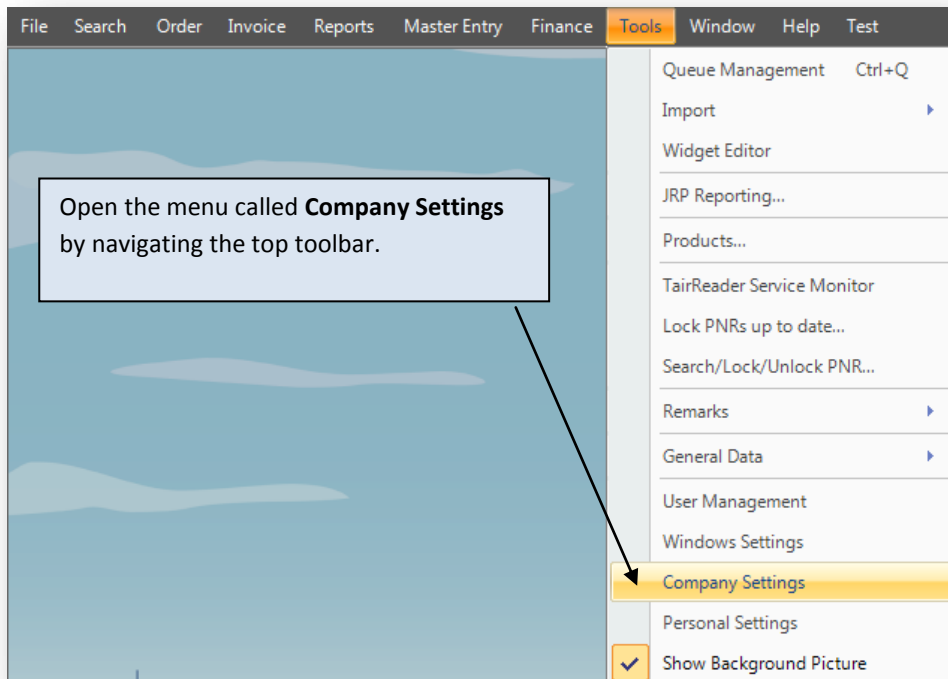 File Search Order Invoice Reports Master Entry Finance Tools Window Help Test
Queue Management Ctrl+Q
Import
Widget Editor
JRP Reporting...
Products...
TairReader Service Monitor
Lock PNRs up to date...
Search/Lock/Unlock PNR...
Remarks
General Data
User Management
Windows Settings
Company Settings
Personal Settings
Show Background Picture
Open the menu called Company Settings
by navigating the top toolbar.